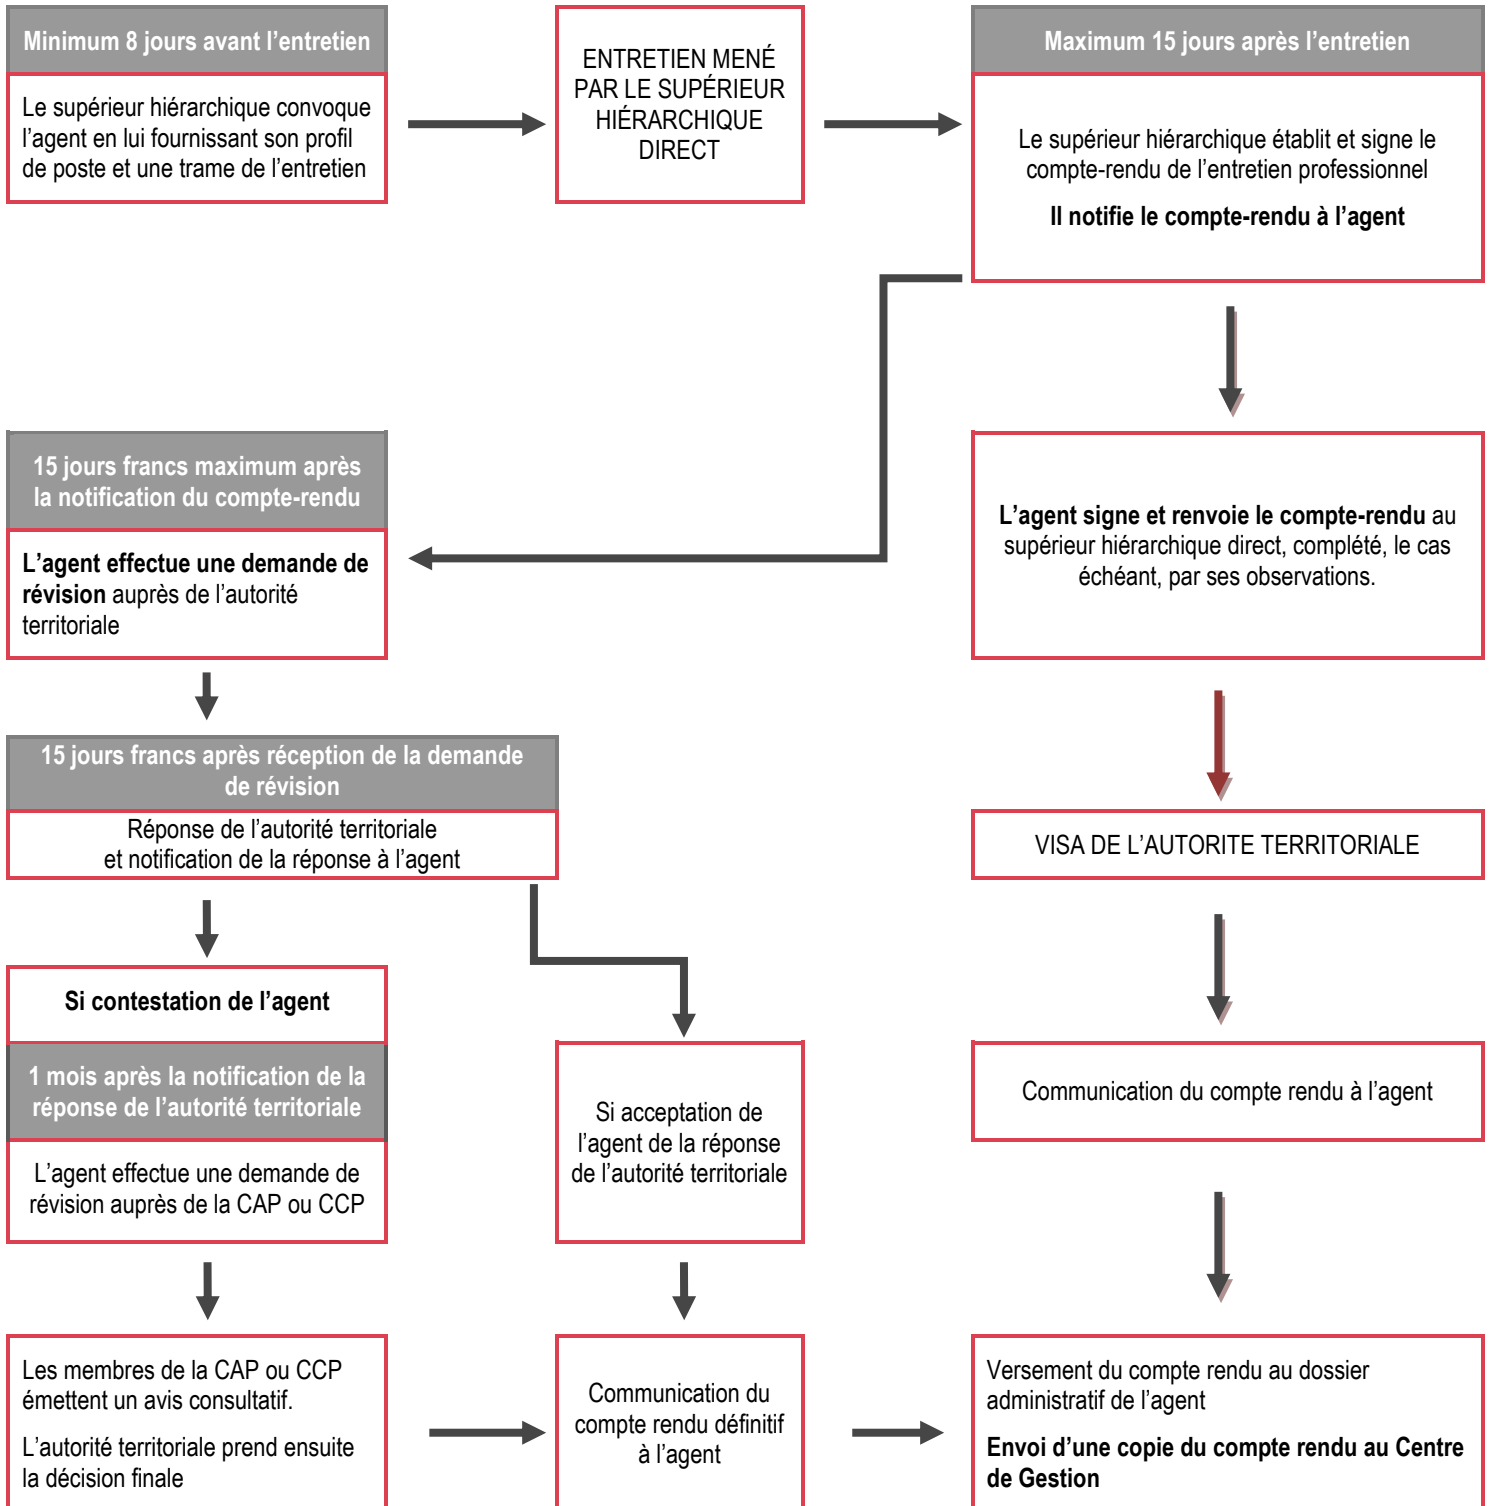 Minimum 8 jours avant l’entretien
Le supérieur hiérarchique convoque
l’agent en lui fournissant son profil
de poste et une trame de l’entretien
ENTRETIEN MENÉ
PAR LE SUPÉRIEUR
HIÉRARCHIQUE
DIRECT
Maximum 15 jours après l’entretien
Le supérieur hiérarchique établit et signe le
compte-rendu de l’entretien professionnel
Il notifie le compte-rendu à l’agent
15 jours francs maximum après
la notification du compte-rendu
L’agent effectue une demande de
révision auprès de l’autorité
territoriale
L’agent signe et renvoie le compte-rendu au
supérieur hiérarchique direct, complété, le cas
échéant, par ses observations.
15 jours francs après réception de la demande
de révision
Réponse de l’autorité territoriale
et notification de la réponse à l’agent
VISA DE L’AUTORITE TERRITORIALE
Si contestation de l’agent
1 mois après la notification de la
réponse de l’autorité territoriale
L’agent effectue une demande de
révision auprès de la CAP ou CCP
Si acceptation de
l’agent de la réponse
de l’autorité territoriale
Communication du compte rendu à l’agent
Les membres de la CAP ou CCP
émettent un avis consultatif.
L’autorité territoriale prend ensuite
la décision finale
Communication du
compte rendu définitif
à l’agent
Versement du compte rendu au dossier
administratif de l’agent
Envoi d’une copie du compte rendu au Centre
de Gestion